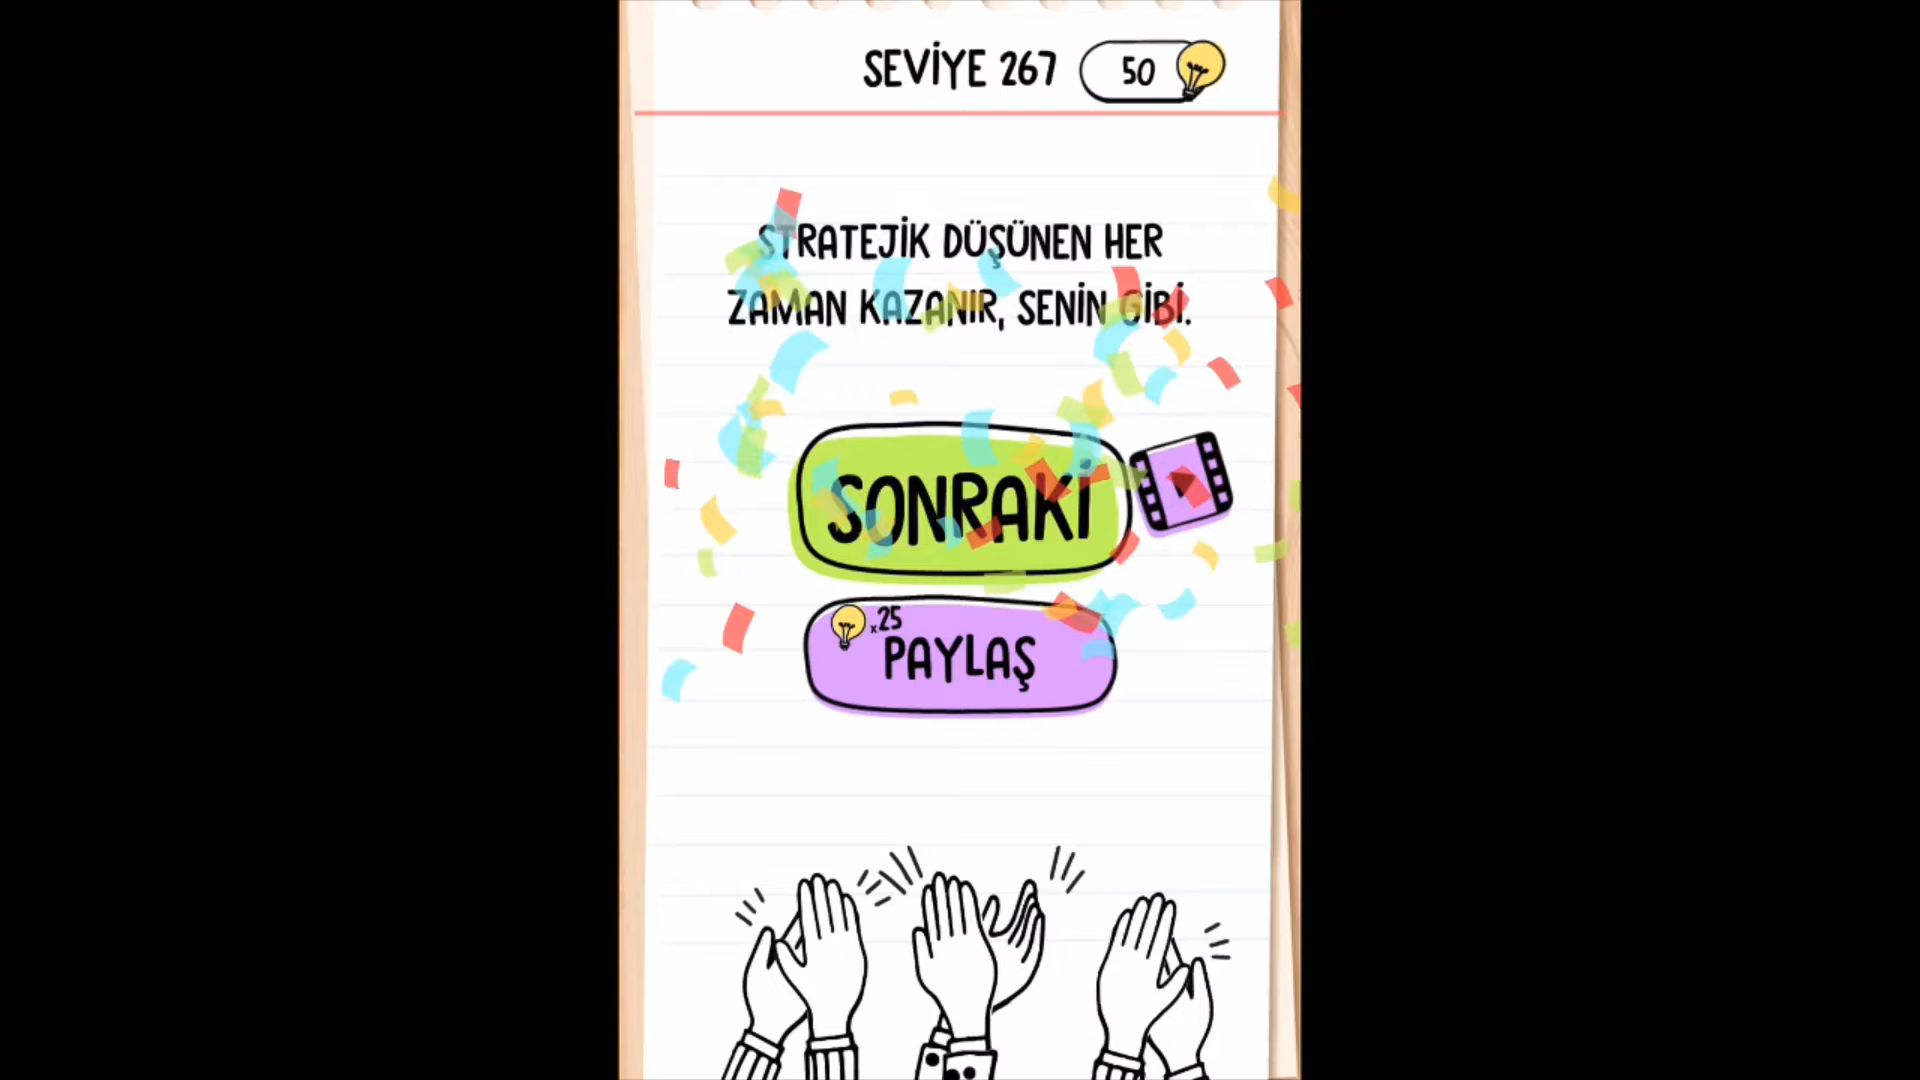 SEVİYE 267
50
STRATEJİK DÜŞÜNEN HER
ZAMAN KAZANIR, SENİN GİBİ.
SONRAKİ
x25
PAYLAŞ